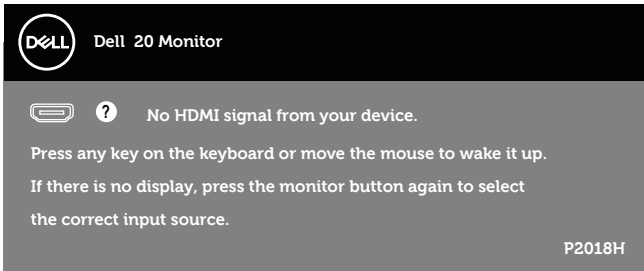 DELL
Dell 20 Monitor
? No HDMI signal from your device.
Press any key on the keyboard or move the mouse to wake it up.
If there is no display, press the monitor button again to select
the correct input source.
P2018H